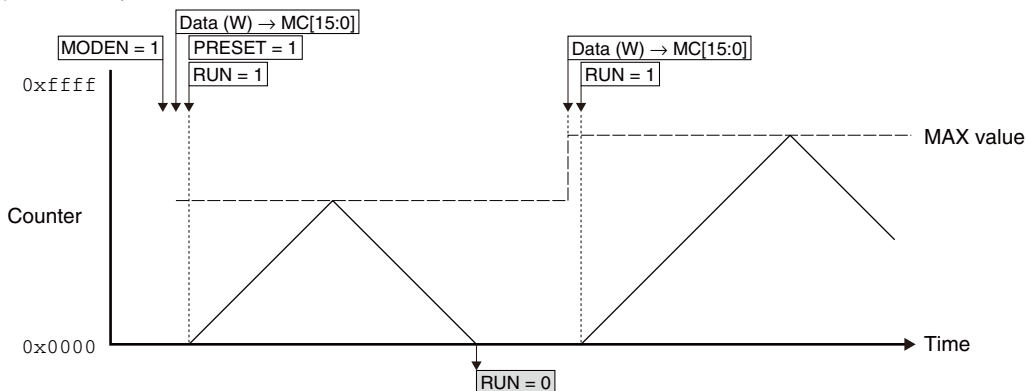 Data (W) → MC[15:0]
MODEN = 1
PRESET = 1
RUN = 1
Data (W) → MC[15:0]
RUN = 1
0xffff
MAX value
Counter
0x0000
Time
RUN = 0